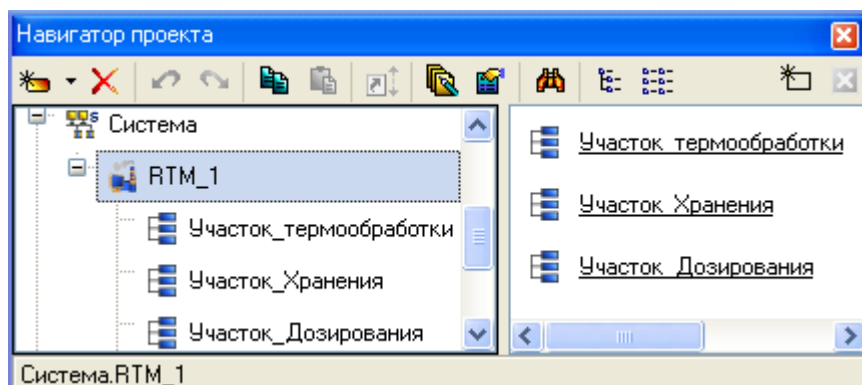 Навигатор проекта
Система
RTM_1
Участок_термообработки
Участок_Хранения
Участок_Дозирования
Участок_термообработки
Участок_Хранения
Участок_Дозирования
Система.RTM_1